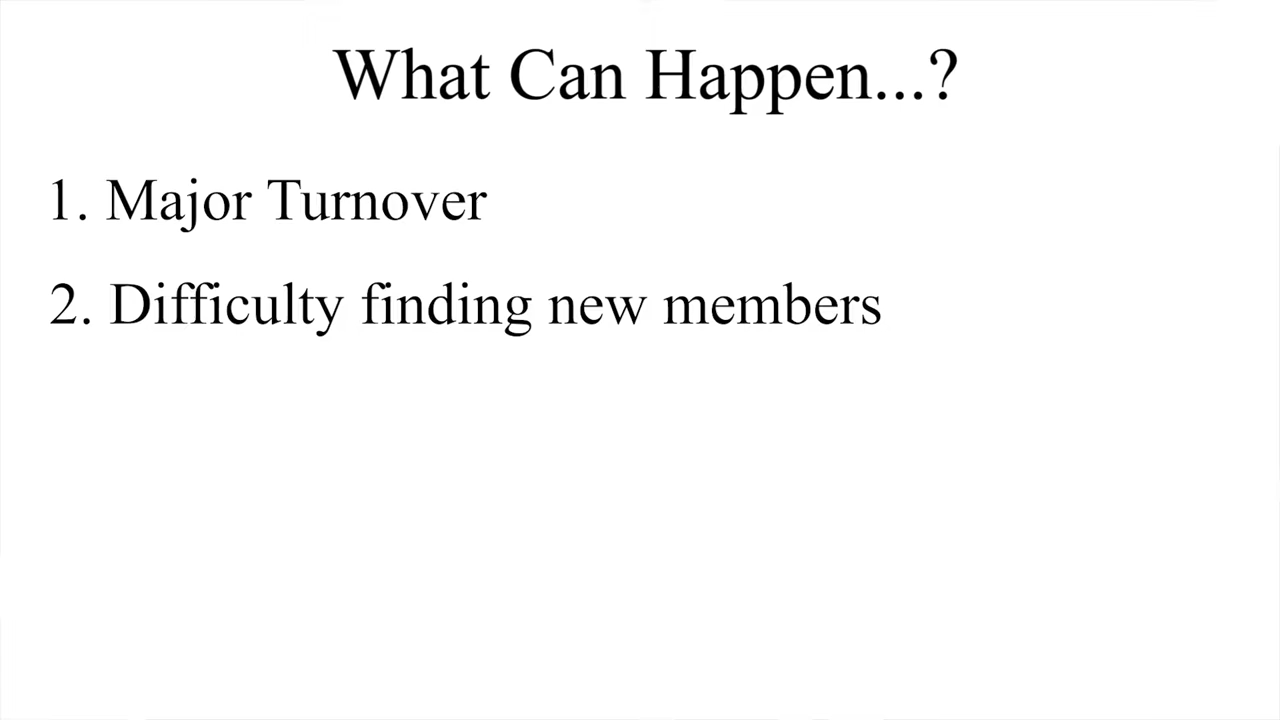 What Can Happen...?
1. Major Turnover
2. Difficulty finding new members